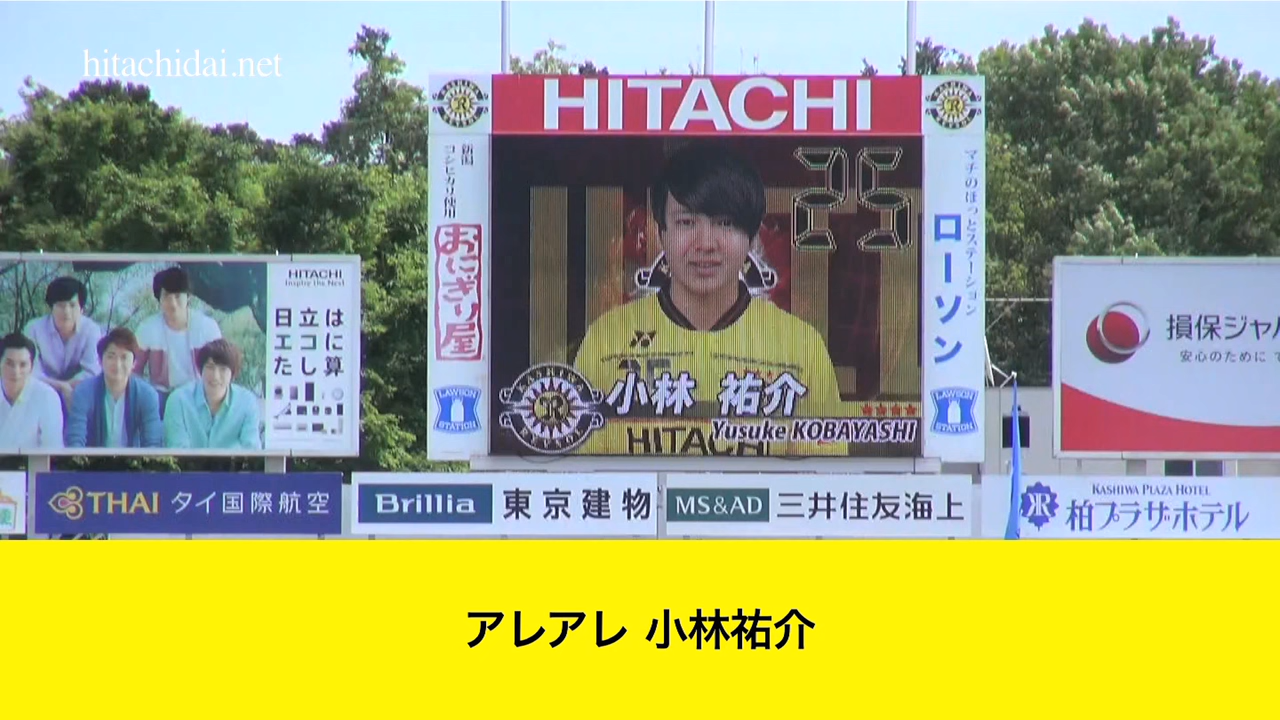 hitachidai.net
HITACHI
新潟
コシヒカリ使用
おにぎり屋
LAWSON
STATION
25
KASHIWA
REYSOL
小林 祐介
Yusuke KOBAYASHI
HITACHI
マチのほっとステーション
ローソン
LAWSON
STATION
HITACHI
Inspire the Next
日立は
エコに
たし算
損保ジャ
心のために
THAI タイ国際航空
Brillia 東京建物
MS&AD 三井住友海上
KASHIWA PLAZA HOTEL
柏プラザホテル
アレアレ 小林祐介